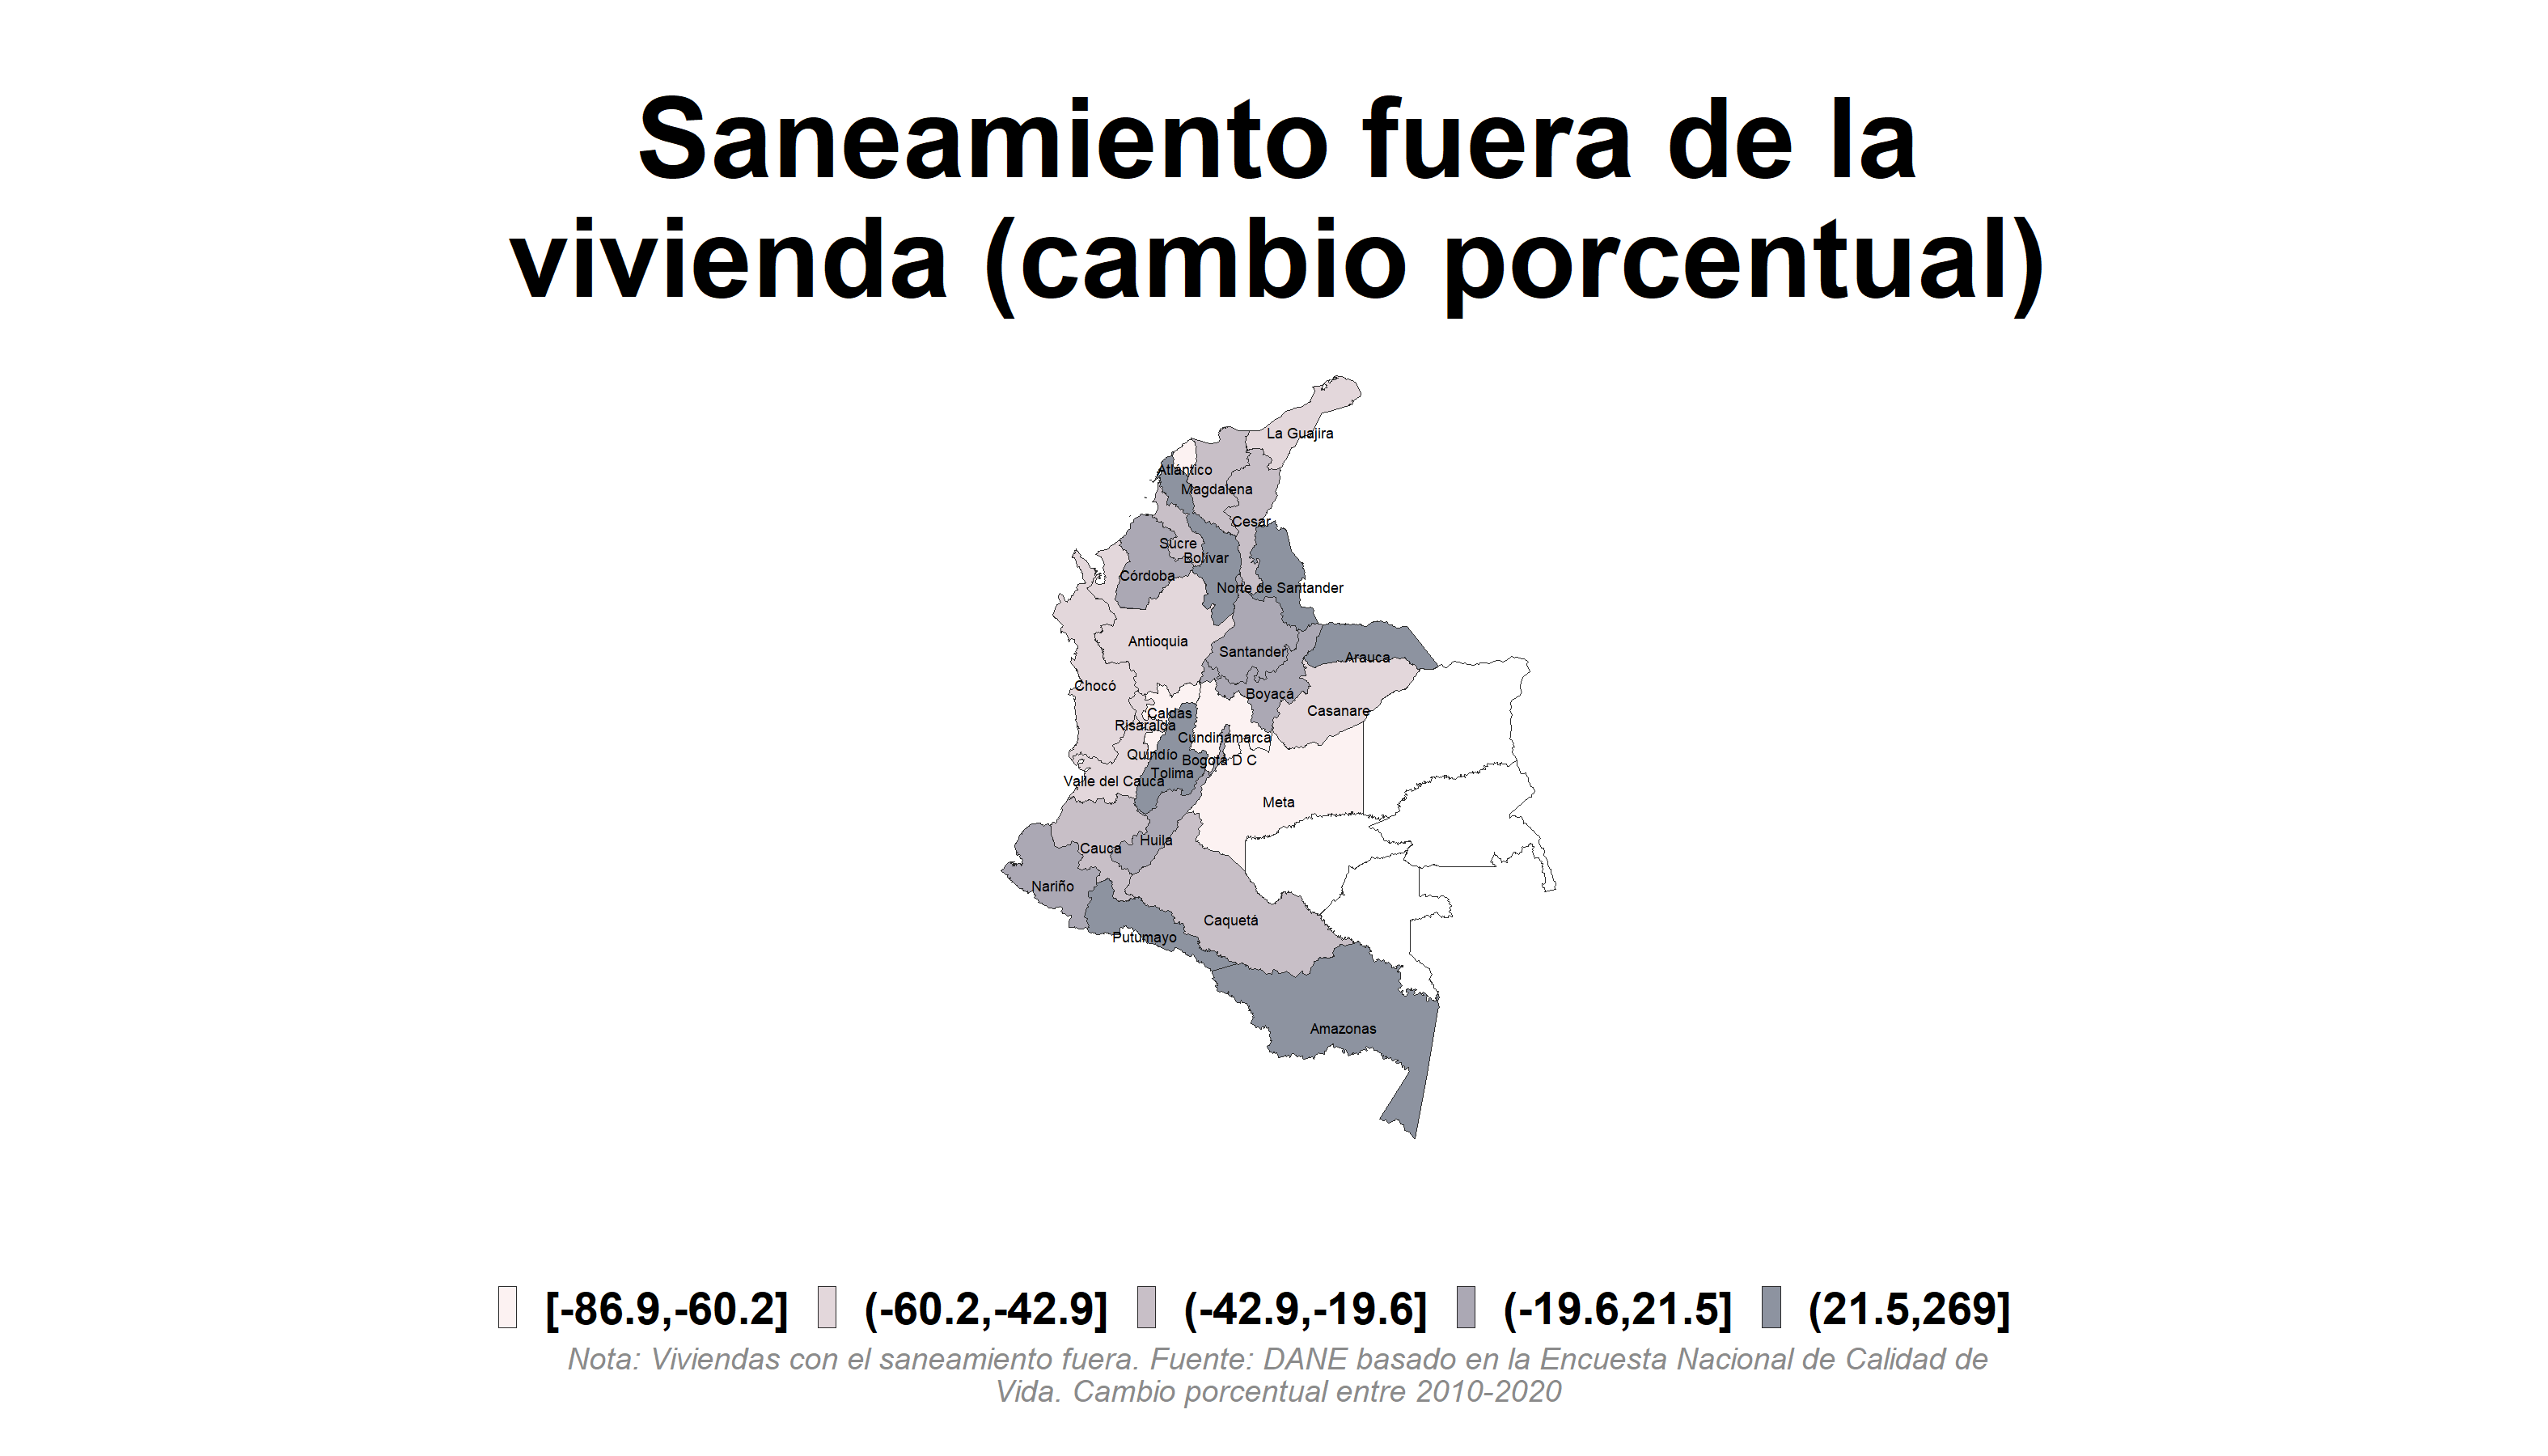 Saneamiento fuera de la
vivienda (cambio porcentual)
La Guajira
Atlántico
Magdalena
Cesar
Sucre
Bolívar
Córdoba
Norte de Santander
Antioquia
Santander
Arauca
Chocó
Boyacá
Casanare
Caldas
Risaralda
Cundinamarca
Quindío
Bogotá D C
Tolima
Valle del Cauca
Meta
Huila
Cauca
Nariño
Caquetá
Putumayo
Amazonas
[-86.9,-60.2] (-60.2,-42.9] (-42.9,-19.6] (-19.6,21.5] (21.5,269]
Nota: Viviendas con el saneamiento fuera. Fuente: DANE basado en la Encuesta Nacional de Calidad de
Vida. Cambio porcentual entre 2010-2020